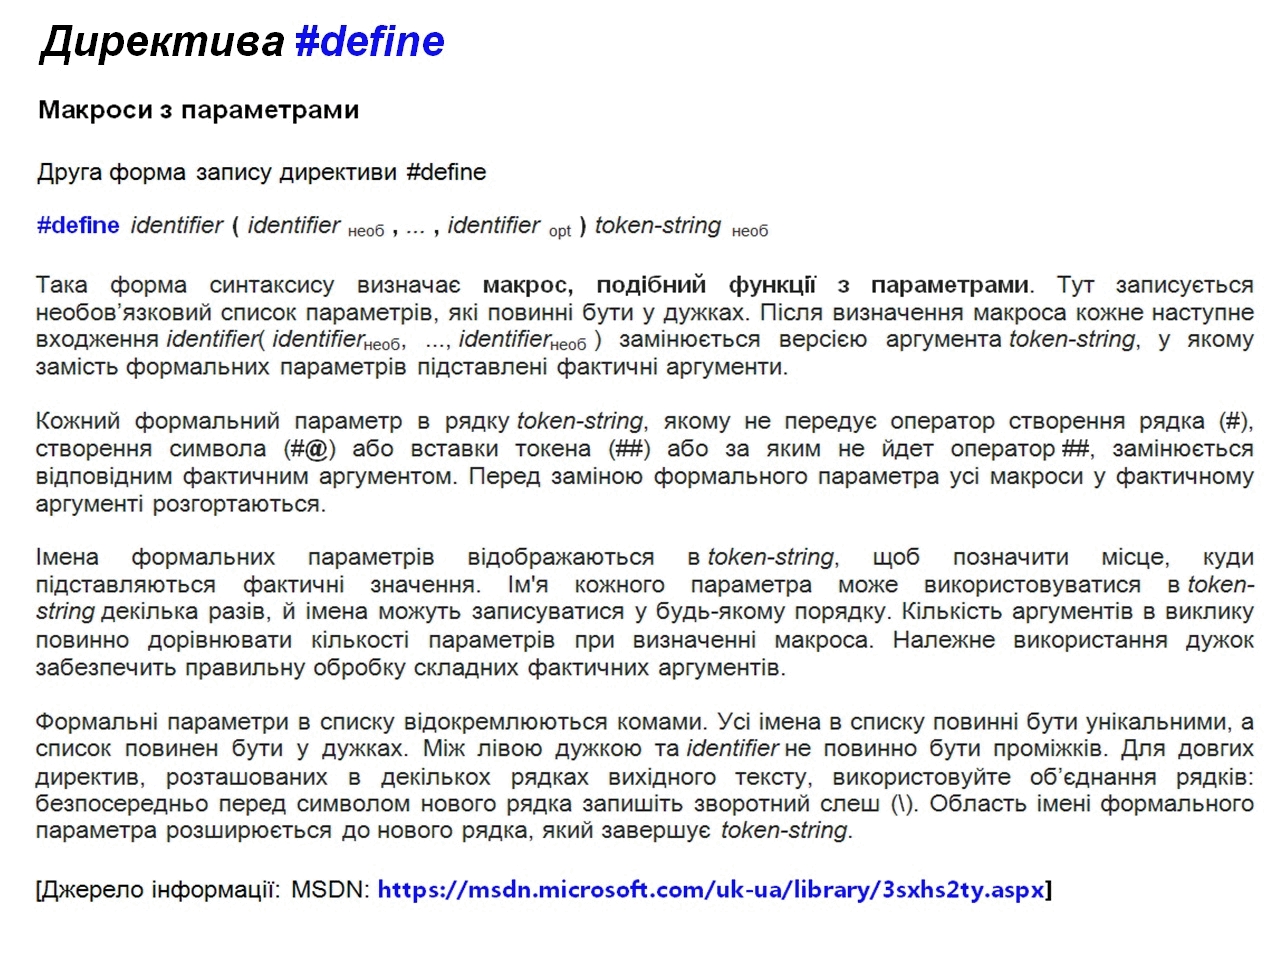 Директива #define
Макроси з параметрами
Друга форма запису директиви #define
#define identifier ( identifier необ , ... , identifier opt ) token-string необ
Така форма синтаксису визначає макрос, подібний функції з параметрами. Тут записується
необов’язковий список параметрів, які повинні бути у дужках. Після визначення макроса кожне наступне
входження identifier( identifierнеоб, ..., identifierнеоб ) замінюється версією аргумента token-string, у якому
замість формальних параметрів підставлені фактичні аргументи.
Кожний формальний параметр в рядку token-string, якому не передує оператор створення рядка (#),
створення символа (#@) або вставки токена (##) або за яким не йдет оператор ##, замінюється
відповідним фактичним аргументом. Перед заміною формального параметра усі макроси у фактичному
аргументі розгортаються.
Імена формальних параметрів відображаються в token-string, щоб позначити місце, куди
підставляються фактичні значення. Ім'я кожного параметра може використовуватися в token-
string декілька разів, й імена можуть записуватися у будь-якому порядку. Кількість аргументів в виклику
повинно дорівнювати кількості параметрів при визначенні макроса. Належне використання дужок
забезпечить правильну обробку складних фактичних аргументів.
Формальні параметри в списку відокремлюються комами. Усі імена в списку повинні бути унікальними, а
список повинен бути у дужках. Між лівою дужкою та identifier не повинно бути проміжків. Для довгих
директив, розташованих в декількох рядках вихідного тексту, використовуйте об’єднання рядків:
безпосередньо перед символом нового рядка запишіть зворотний слеш (\). Область імені формального
параметра розширюється до нового рядка, який завершує token-string.
[Джерело інформації: MSDN: https://msdn.microsoft.com/uk-ua/library/3sxhs2ty.aspx]